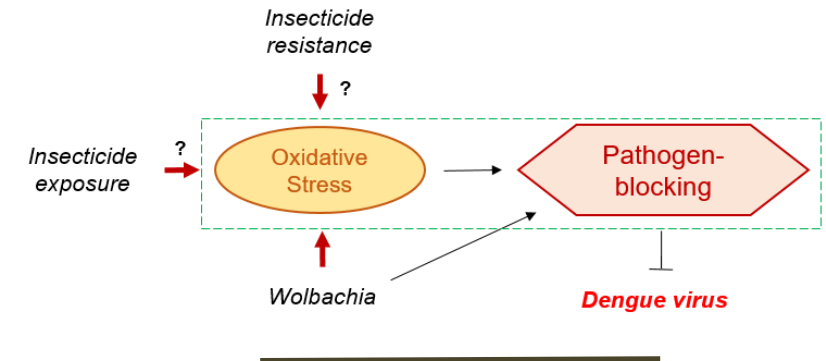 Insecticide
resistance
?
?
Insecticide
exposure
Oxidative
Stress
Pathogen-
blocking
Wolbachia
Dengue virus